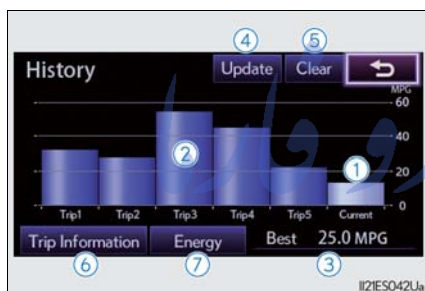 ④ ⑤
History Update Clear
MPG
60
40
② ①
20
0
Trip1 Trip2 Trip3 Trip4 Trip5 Current
Trip Information Energy Best 25.0 MPG
⑥ ⑦ ③
II21ES042Ua